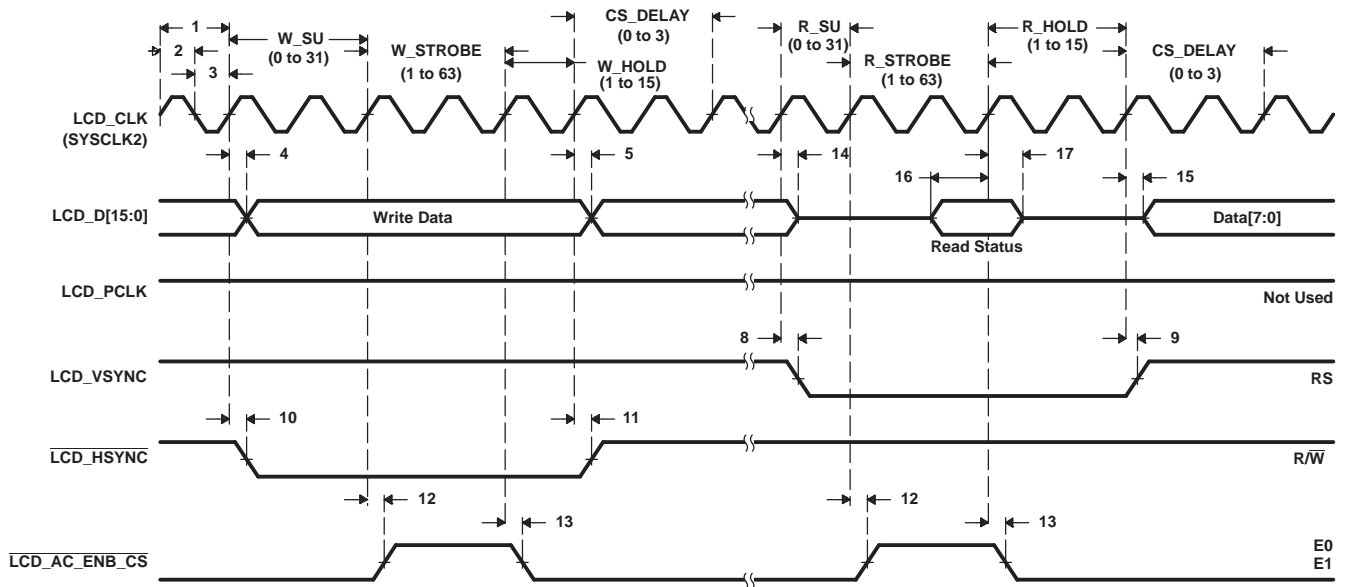 1
2
3
W_SU
(0 to 31)
W_STROBE
(1 to 63)
CS_DELAY
(0 to 3)
W_HOLD
(1 to 15)
R_SU
(0 to 31)
R_STROBE
(1 to 63)
R_HOLD
(1 to 15)
CS_DELAY
(0 to 3)
LCD_CLK
(SYSCLK2)
4
5
14
16
17
15
LCD_D[15:0]
Write Data
Read Status
Data[7:0]
LCD_PCLK
Not Used
8
9
LCD_VSYNC
RS
10
11
LCD_HSYNC
R/W
12
13
12
13
LCD_AC_ENB_CS
E0
E1